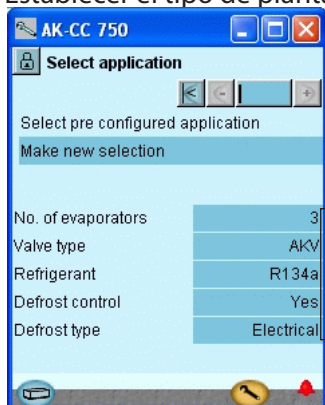 Establecer el tipo de planta
AK-CC 750
Select application
Select pre configured application
Make new selection
No. of evaporators 3
Valve type AKV
Refrigerant R134a
Defrost control Yes
Defrost type Electrical